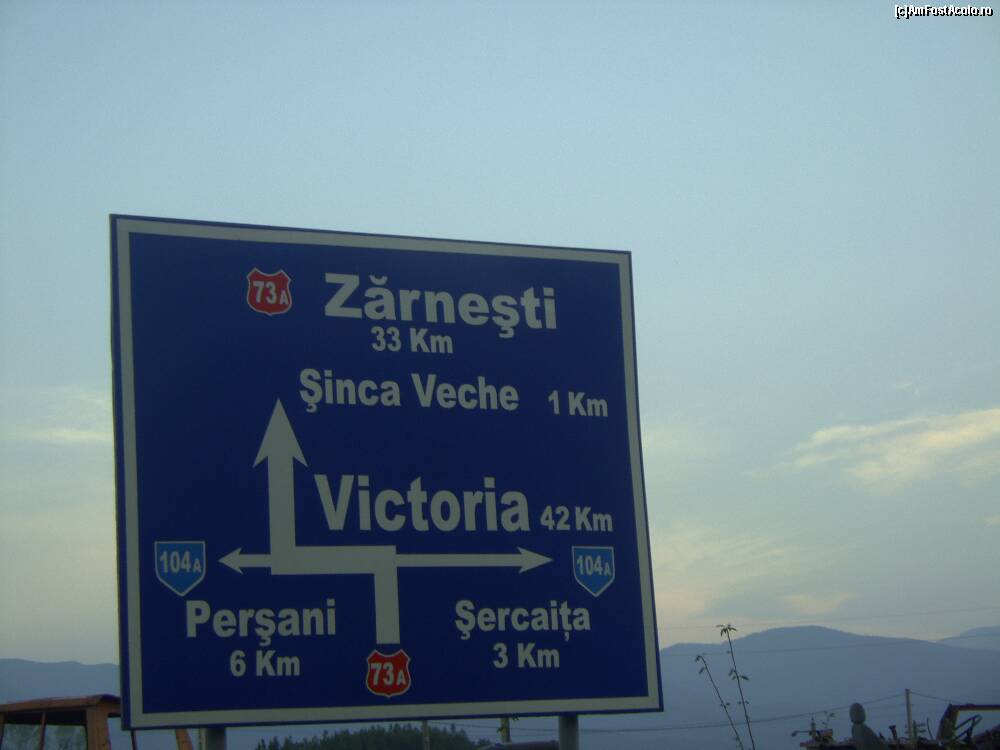 [c]AmFostAcolo.ro
73A Zărneşti
33 Km
Şinca Veche 1 Km
Victoria 42 Km
104A 104A
Perşani Şercaiţa
6 Km 3 Km
73A